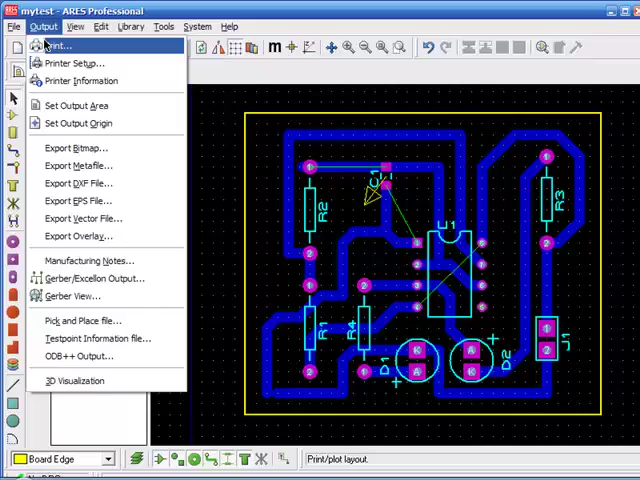 mytest - ARES Professional
File Output View Edit Library Tools System Help
Print...
Printer Setup...
Printer Information
Set Output Area
Set Output Origin
Export Bitmap...
Export Metafile...
Export DXF File...
Export EPS File...
Export Vector File...
Export Overlay...
Manufacturing Notes...
Gerber/Excellon Output...
Gerber View...
Pick and Place file...
Testpoint Information file...
ODB++ Output...
3D Visualization
m
C1
R2
R3
U1
R1
R4
D1
D2
J1
K
A
A
K
Board Edge
Print/plot layout.